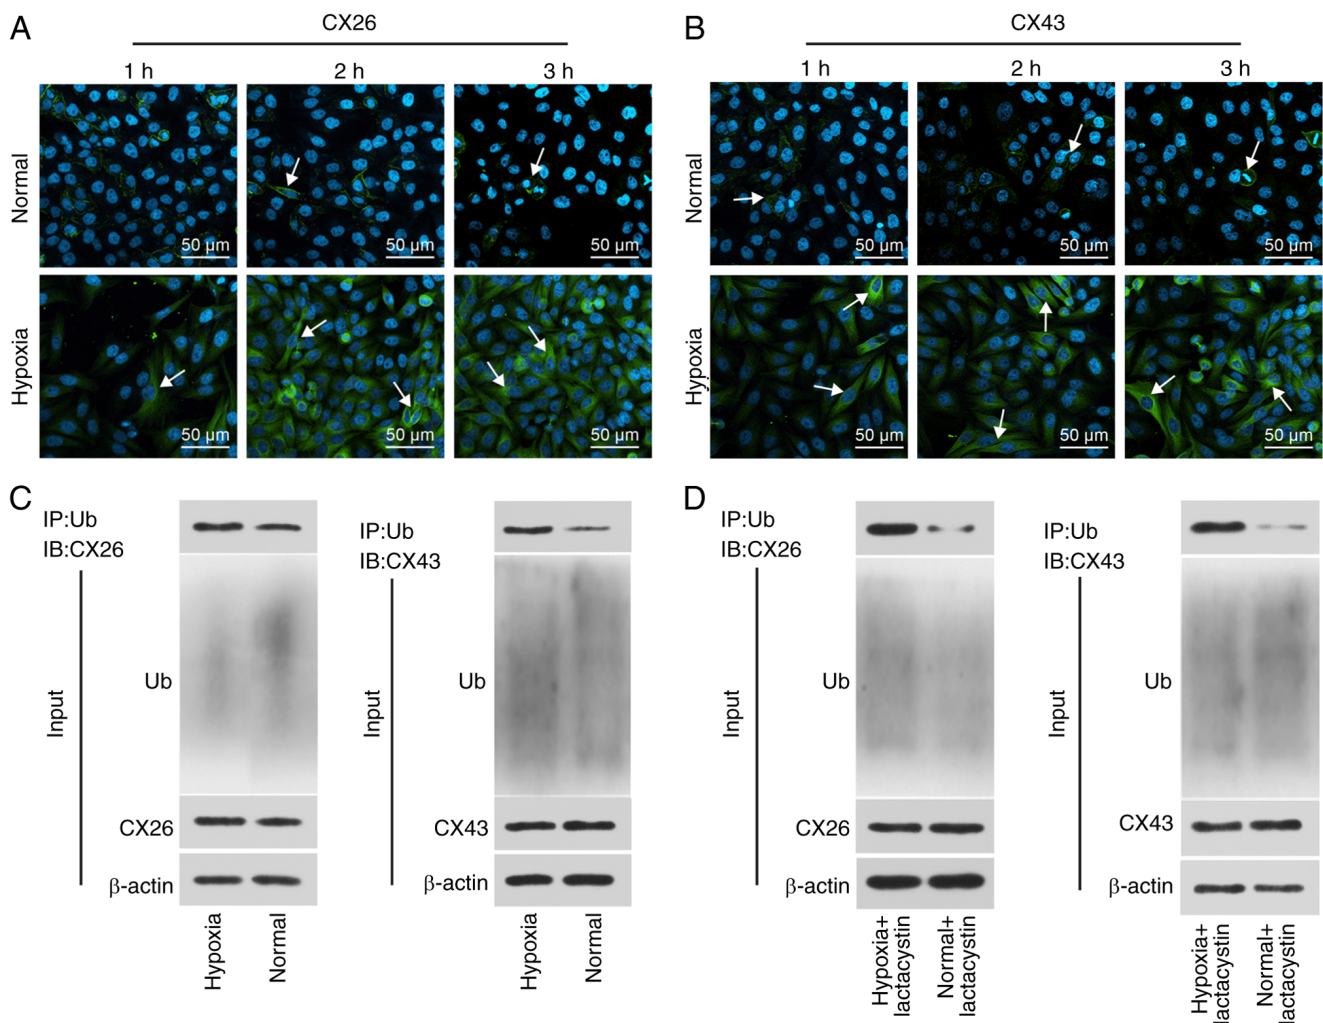 A
CX26
1 h
2 h
3 h
Normal
50 µm
50 µm
50 µm
Hypoxia
50 µm
50 µm
50 µm
B
CX43
1 h
2 h
3 h
Normal
50 µm
50 µm
50 µm
Hypoxia
50 µm
50 µm
50 µm
C
IP:Ub
IB:CX26
Input
Ub
CX26
β-actin
Hypoxia
Normal
IP:Ub
IB:CX43
Input
Ub
CX43
β-actin
Hypoxia
Normal
D
IP:Ub
IB:CX26
Input
Ub
CX26
β-actin
Hypoxia+
lactacystin
Normal+
lactacystin
IP:Ub
IB:CX43
Input
Ub
CX43
β-actin
Hypoxia+
lactacystin
Normal+
lactacystin